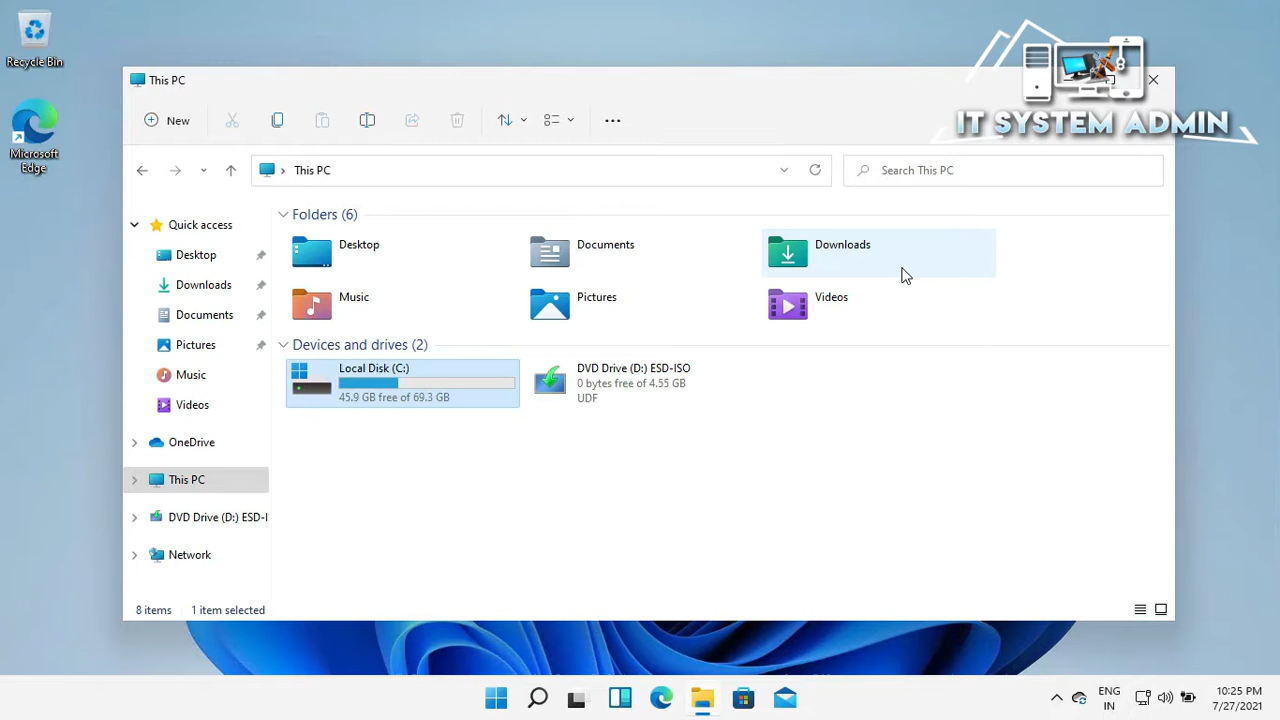 Recycle Bin
Microsoft
Edge
IT SYSTEM ADMIN
This PC
New
This PC
Search This PC
Quick access
Desktop
Downloads
Documents
Pictures
Music
Videos
OneDrive
This PC
DVD Drive (D:) ESD-I
Network
Folders (6)
Desktop
Documents
Downloads
Music
Pictures
Videos
Devices and drives (2)
Local Disk (C:)
45.9 GB free of 69.3 GB
DVD Drive (D:) ESD-ISO
0 bytes free of 4.55 GB
UDF
8 items
1 item selected
ENG
IN
10:25 PM
7/27/2021